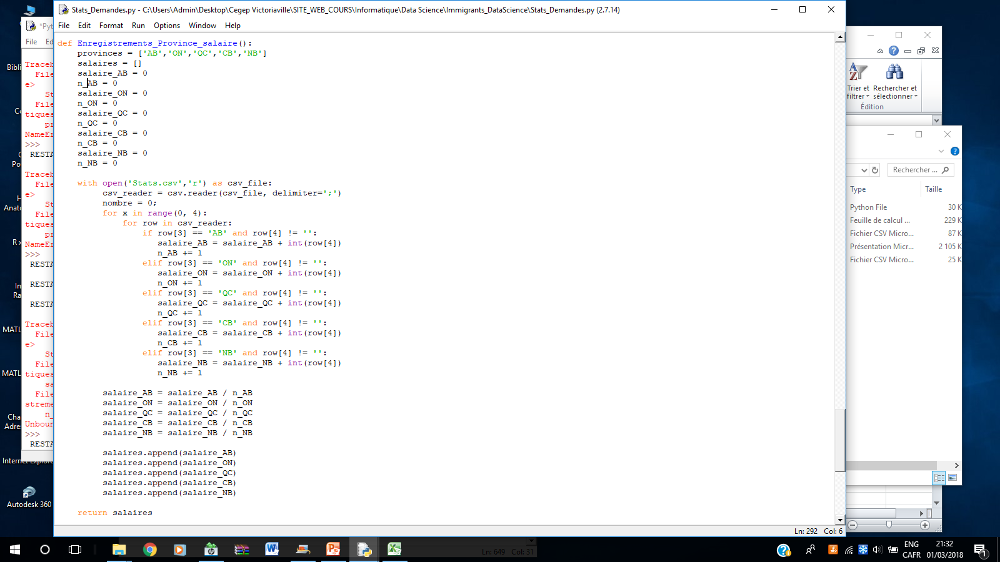 Stats_Demandes.py - C:\Users\Admin\Desktop\Cegep Victoriaville\SITE_WEB_COURS\Informatique\Data Science\Immigrants_DataScience\Stats_Demandes.py (2.7.14)
File Edit Format Run Options Window Help
def Enregistrements_Province_salaire():
    provinces = ['AB','ON','QC','CB','NB']
    salaires = []
    salaire_AB = 0
    n_AB = 0
    salaire_ON = 0
    n_ON = 0
    salaire_QC = 0
    n_QC = 0
    salaire_CB = 0
    n_CB = 0
    salaire_NB = 0
    n_NB = 0
    with open('Stats.csv','r') as csv_file:
         csv_reader = csv.reader(csv_file, delimiter=';')
         nombre = 0;
         for x in range(0, 4):
             for row in csv_reader:
                 if row[3] == 'AB' and row[4] != '':
                    salaire_AB = salaire_AB + int(row[4])
                    n_AB += 1
                 elif row[3] == 'ON' and row[4] != '':
                    salaire_ON = salaire_ON + int(row[4])
                    n_ON += 1
                 elif row[3] == 'QC' and row[4] != '':
                    salaire_QC = salaire_QC + int(row[4])
                    n_QC += 1
                 elif row[3] == 'CB' and row[4] != '':
                    salaire_CB = salaire_CB + int(row[4])
                    n_CB += 1
                 elif row[3] == 'NB' and row[4] != '':
                    salaire_NB = salaire_NB + int(row[4])
                    n_NB += 1
         salaire_AB = salaire_AB / n_AB
         salaire_ON = salaire_ON / n_ON
         salaire_QC = salaire_QC / n_QC
         salaire_CB = salaire_CB / n_CB
         salaire_NB = salaire_NB / n_NB
         salaires.append(salaire_AB)
         salaires.append(salaire_ON)
         salaires.append(salaire_QC)
         salaires.append(salaire_CB)
         salaires.append(salaire_NB)
    return salaires
Ln: 292 Col: 6
*Pyt
File Ed
Traceb
File
e>
St
File
tiques
pr
NameEr
>>>
RESTA
Traceb
File
e>
St
File
tiques
pr
NameEr
>>>
RESTA
RESTA
RESTA
Traceb
File
e>
St
File
tiques
sa
File
streme
n_
Unboun
>>>
RESTA
Bibli
Co
Po
H
Anato
R x
In
Ra
MATL
MATL
Cha
Adres
Internet Explore
Autodesk 360
Trier et
filtrer
Rechercher et
sélectionner
Édition
Rechercher ...
Type Taille
Python File 30 K
Feuille de calcul ... 229 K
Fichier CSV Micro... 87 K
Présentation Micr... 2 105 K
Fichier CSV Micro... 25 K
Ln: 649 Col: 31
ENG
CAFR
21:32
01/03/2018
1